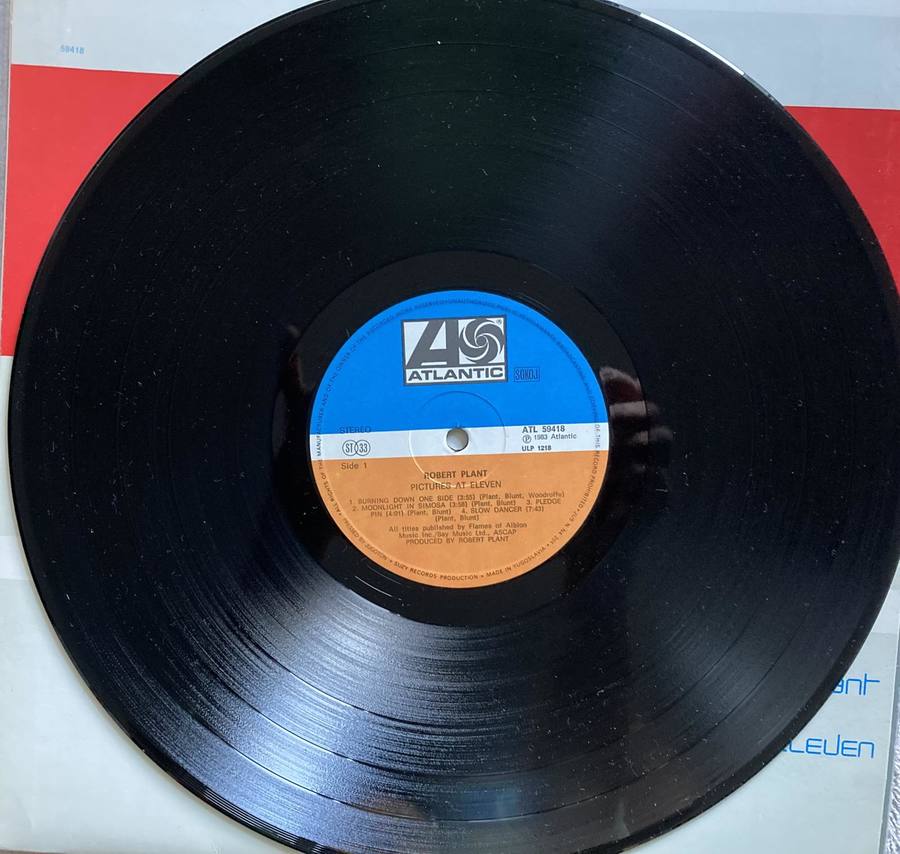 59418
ATLANTIC
®
SOKOJ
STEREO
ATL 59418
ST 33
℗ 1983 Atlantic
ULP 1218
Side 1
ROBERT PLANT
PICTURES AT ELEVEN
1. BURNING DOWN ONE SIDE (3:55) (Plant, Blunt, Woodroffe)
2. MOONLIGHT IN SIMOSA (3:58) (Plant, Blunt) 3. PLEDGE
PIN (4:01) (Plant, Blunt) 4. SLOW DANCER (7:43)
(Plant, Blunt)
All titles published by Flames of Albion
Music Inc./Bay Music Ltd., ASCAP
PRODUCED BY ROBERT PLANT
• SUZY RECORDS PRODUCTION • MADE IN YUGOSLAVIA •
ant
eleven